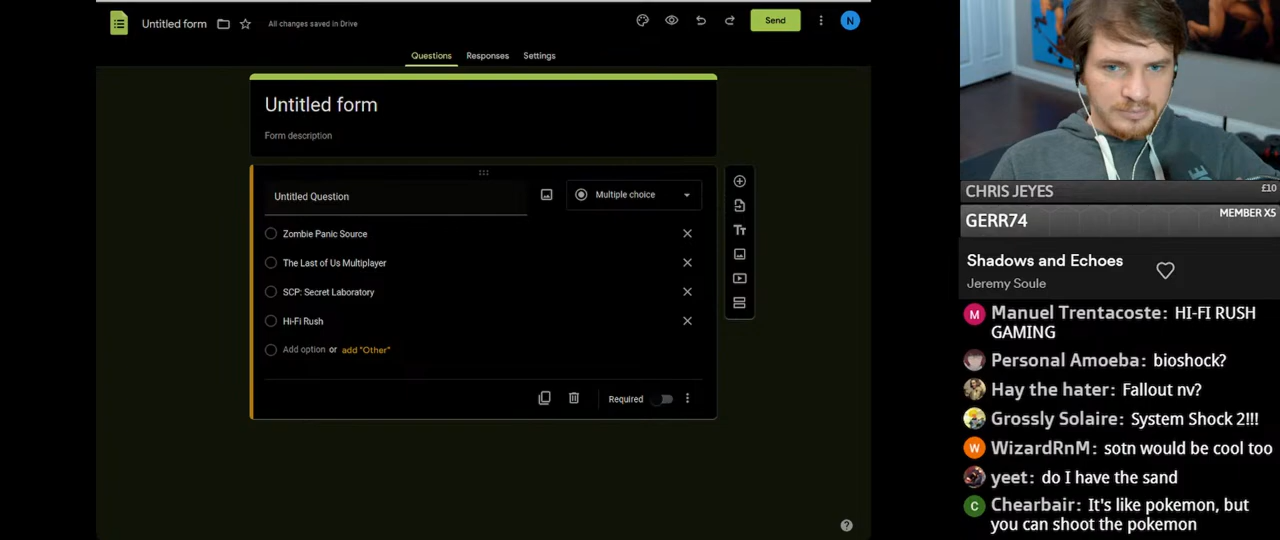 Untitled form
All changes saved in Drive
Send
N
Questions
Responses
Settings
Untitled form
Form description
Untitled Question
Multiple choice
Zombie Panic Source
The Last of Us Multiplayer
SCP: Secret Laboratory
Hi-Fi Rush
Add option or add "Other"
Required
Tт
?
CHRIS JEYES £10
GERR74 MEMBER X5
Shadows and Echoes
Jeremy Soule
M Manuel Trentacoste: HI-FI RUSH
GAMING
Personal Amoeba: bioshock?
Hay the hater: Fallout nv?
Grossly Solaire: System Shock 2!!!
W WizardRnM: sotn would be cool too
yeet: do I have the sand
C Chearbair: It's like pokemon, but
you can shoot the pokemon